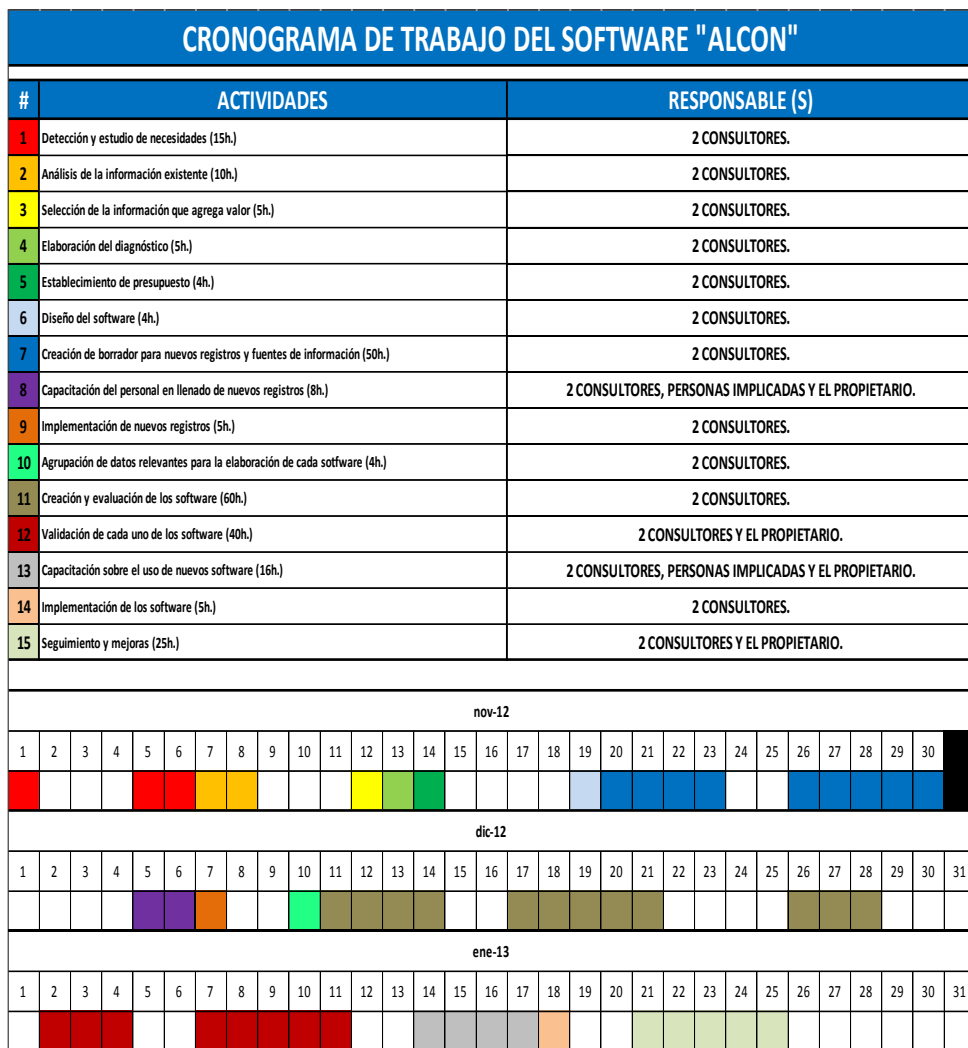 CRONOGRAMA DE TRABAJO DEL SOFTWARE "ALCON"
# ACTIVIDADES RESPONSABLE (S)
1 Detección y estudio de necesidades (15h.) 2 CONSULTORES.
2 Análisis de la información existente (10h.) 2 CONSULTORES.
3 Selección de la información que agrega valor (5h.) 2 CONSULTORES.
4 Elaboración del diagnóstico (5h.) 2 CONSULTORES.
5 Establecimiento de presupuesto (4h.) 2 CONSULTORES.
6 Diseño del software (4h.) 2 CONSULTORES.
7 Creación de borrador para nuevos registros y fuentes de información (50h.) 2 CONSULTORES.
8 Capacitación del personal en llenado de nuevos registros (8h.) 2 CONSULTORES, PERSONAS IMPLICADAS Y EL PROPIETARIO.
9 Implementación de nuevos registros (5h.) 2 CONSULTORES.
10 Agrupación de datos relevantes para la elaboración de cada sotfware (4h.) 2 CONSULTORES.
11 Creación y evaluación de los software (60h.) 2 CONSULTORES.
12 Validación de cada uno de los software (40h.) 2 CONSULTORES Y EL PROPIETARIO.
13 Capacitación sobre el uso de nuevos software (16h.) 2 CONSULTORES, PERSONAS IMPLICADAS Y EL PROPIETARIO.
14 Implementación de los software (5h.) 2 CONSULTORES.
15 Seguimiento y mejoras (25h.) 2 CONSULTORES Y EL PROPIETARIO.
nov-12
1 2 3 4 5 6 7 8 9 10 11 12 13 14 15 16 17 18 19 20 21 22 23 24 25 26 27 28 29 30
dic-12
1 2 3 4 5 6 7 8 9 10 11 12 13 14 15 16 17 18 19 20 21 22 23 24 25 26 27 28 29 30 31
ene-13
1 2 3 4 5 6 7 8 9 10 11 12 13 14 15 16 17 18 19 20 21 22 23 24 25 26 27 28 29 30 31